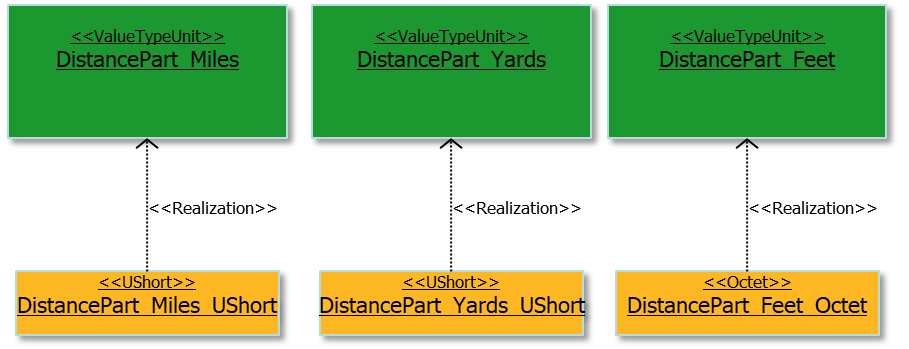 <<ValueTypeUnit>>
DistancePart_Miles
<<ValueTypeUnit>>
DistancePart_Yards
<<ValueTypeUnit>>
DistancePart_Feet
<<Realization>>
<<Realization>>
<<Realization>>
<<UShort>>
DistancePart_Miles_UShort
<<UShort>>
DistancePart_Yards_UShort
<<Octet>>
DistancePart_Feet_Octet